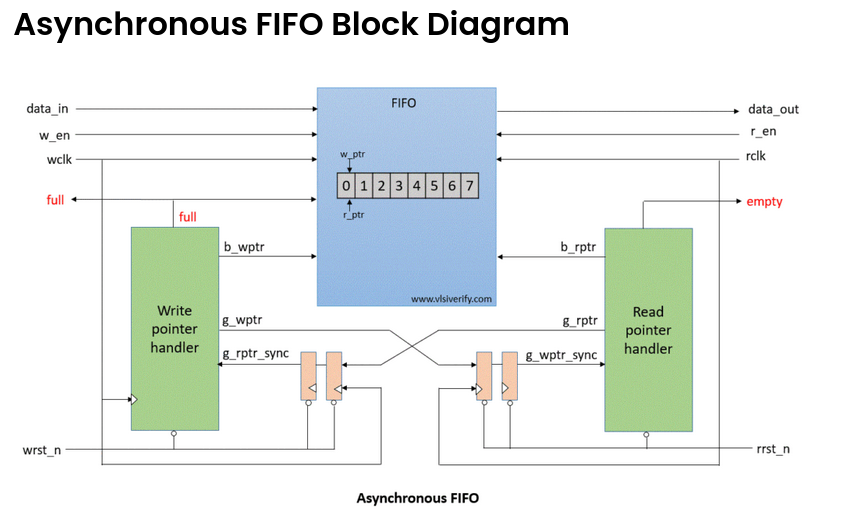 Asynchronous FIFO Block Diagram
FIFO
data_in
data_out
w_en
r_en
wclk
rclk
w_ptr
0 1 2 3 4 5 6 7
r_ptr
full
full
empty
b_wptr
b_rptr
www.vlsiverify.com
Write
pointer
handler
Read
pointer
handler
g_wptr
g_rptr
g_rptr_sync
g_wptr_sync
wrst_n
rrst_n
Asynchronous FIFO